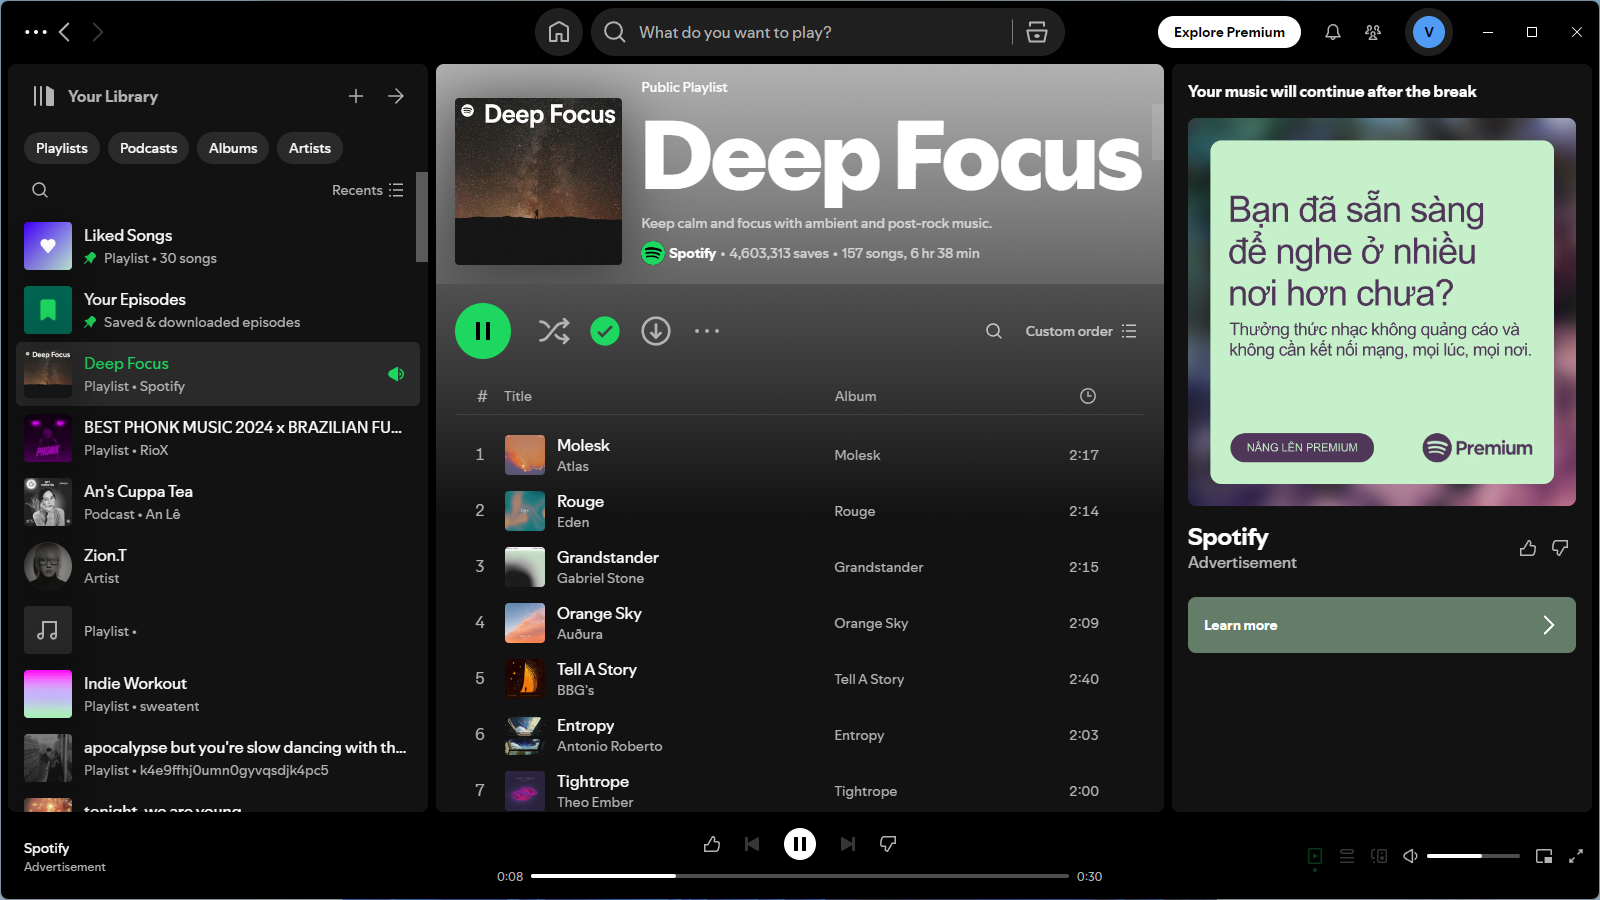 What do you want to play?
Explore Premium
V
Your Library
Playlists
Podcasts
Albums
Artists
Recents
Liked Songs
Playlist • 30 songs
Your Episodes
Saved & downloaded episodes
Deep Focus
Deep Focus
Playlist • Spotify
BEST PHONK MUSIC 2024 x BRAZILIAN FU...
Playlist • RioX
PHONK
An's Cuppa Tea
Podcast • An Lê
Zion.T
Artist
Playlist •
Indie Workout
Playlist • sweatent
apocalypse but you're slow dancing with th...
Playlist • k4e9ffhj0umn0gyvqsdjk4pc5
tonight, we are young
Deep Focus
Public Playlist
Deep Focus
Keep calm and focus with ambient and post-rock music.
Spotify • 4,603,313 saves • 157 songs, 6 hr 38 min
Custom order
# Title Album
1 Molesk Molesk 2:17
Atlas
2 Rouge Rouge 2:14
Eden
3 Grandstander Grandstander 2:15
Gabriel Stone
4 Orange Sky Orange Sky 2:09
Auðura
5 Tell A Story Tell A Story 2:40
BBG's
6 Entropy Entropy 2:03
Antonio Roberto
7 Tightrope Tightrope 2:00
Theo Ember
Your music will continue after the break
Bạn đã sẵn sàng
để nghe ở nhiều
nơi hơn chưa?
Thưởng thức nhạc không quảng cáo và
không cần kết nối mạng, mọi lúc, mọi nơi.
NÂNG LÊN PREMIUM
Premium
Spotify
Advertisement
Learn more
Spotify
Advertisement
0:08
0:30